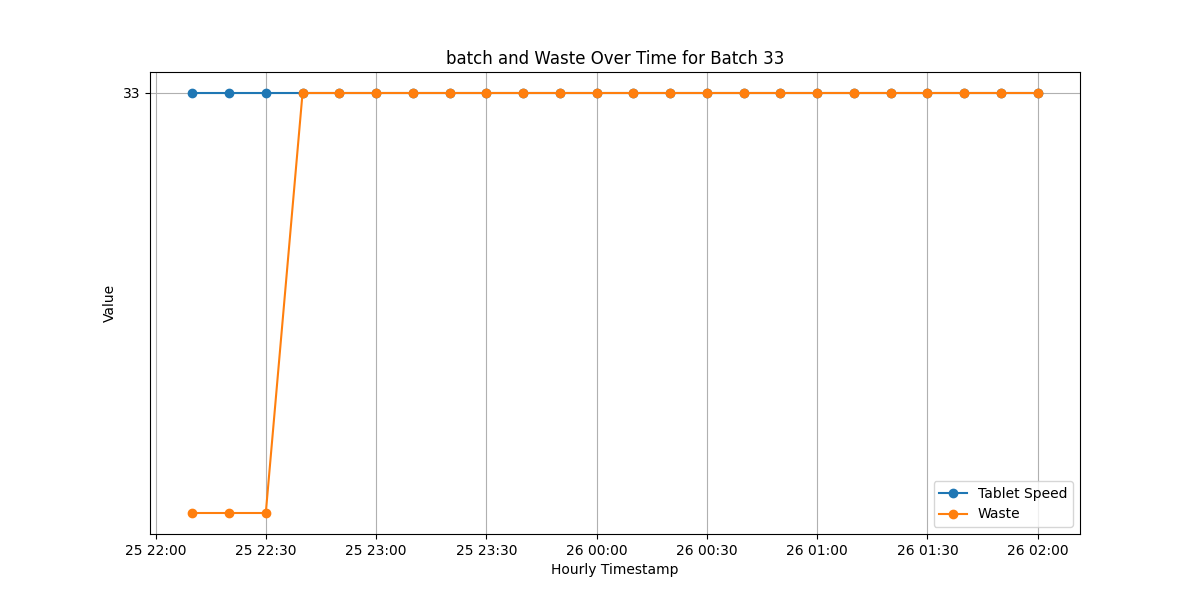 batch and Waste Over Time for Batch 33
33
Value
Tablet Speed
Waste
25 22:00 25 22:30 25 23:00 25 23:30 26 00:00 26 00:30 26 01:00 26 01:30 26 02:00
Hourly Timestamp